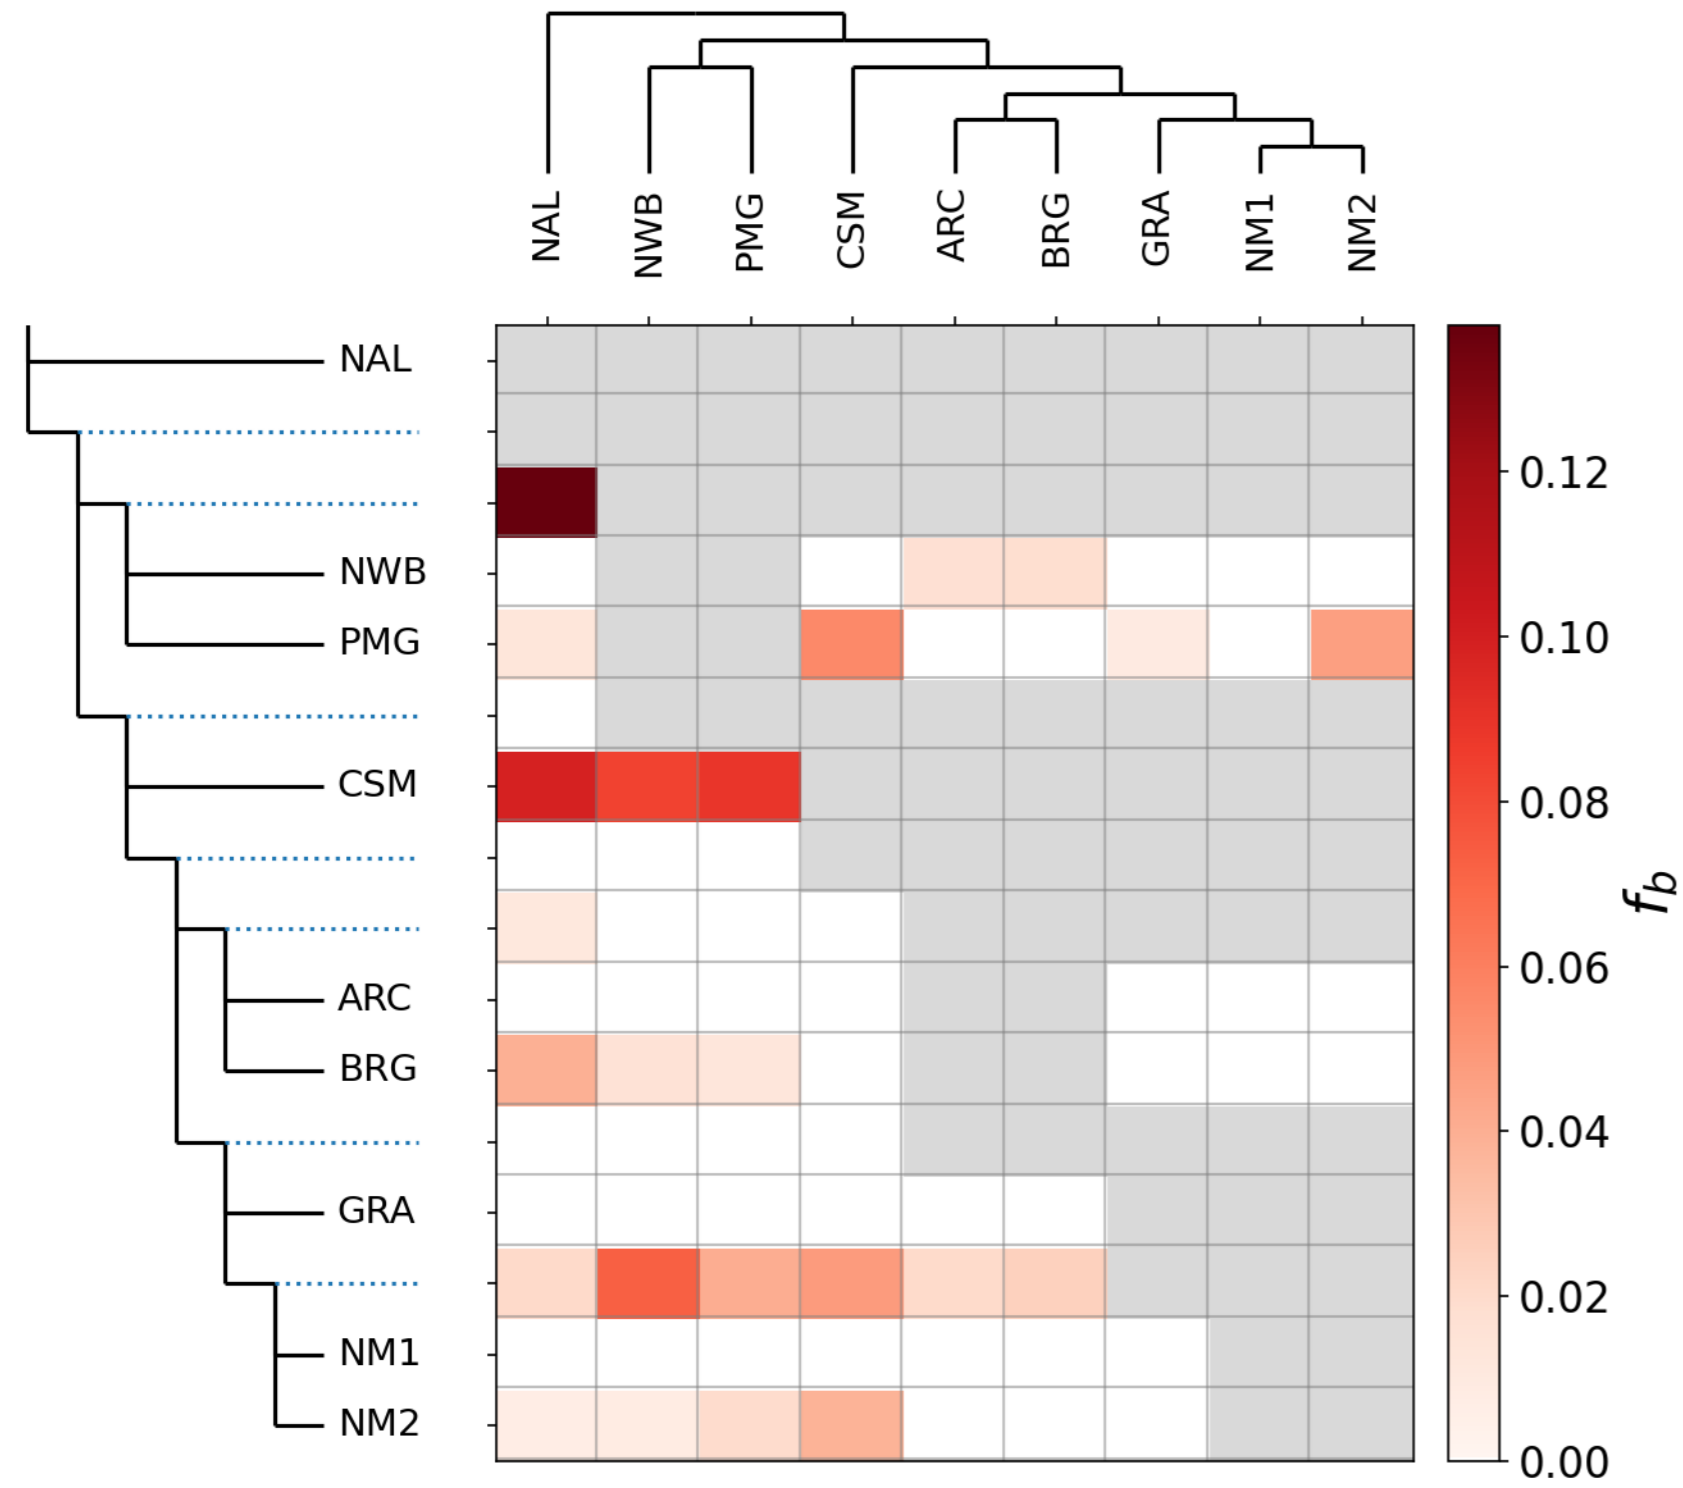 NAL
NWB
PMG
CSM
ARC
BRG
GRA
NM1
NM2
NAL
NWB
PMG
CSM
ARC
BRG
GRA
NM1
NM2
0.12
0.10
0.08
0.06
0.04
0.02
0.00
f_b